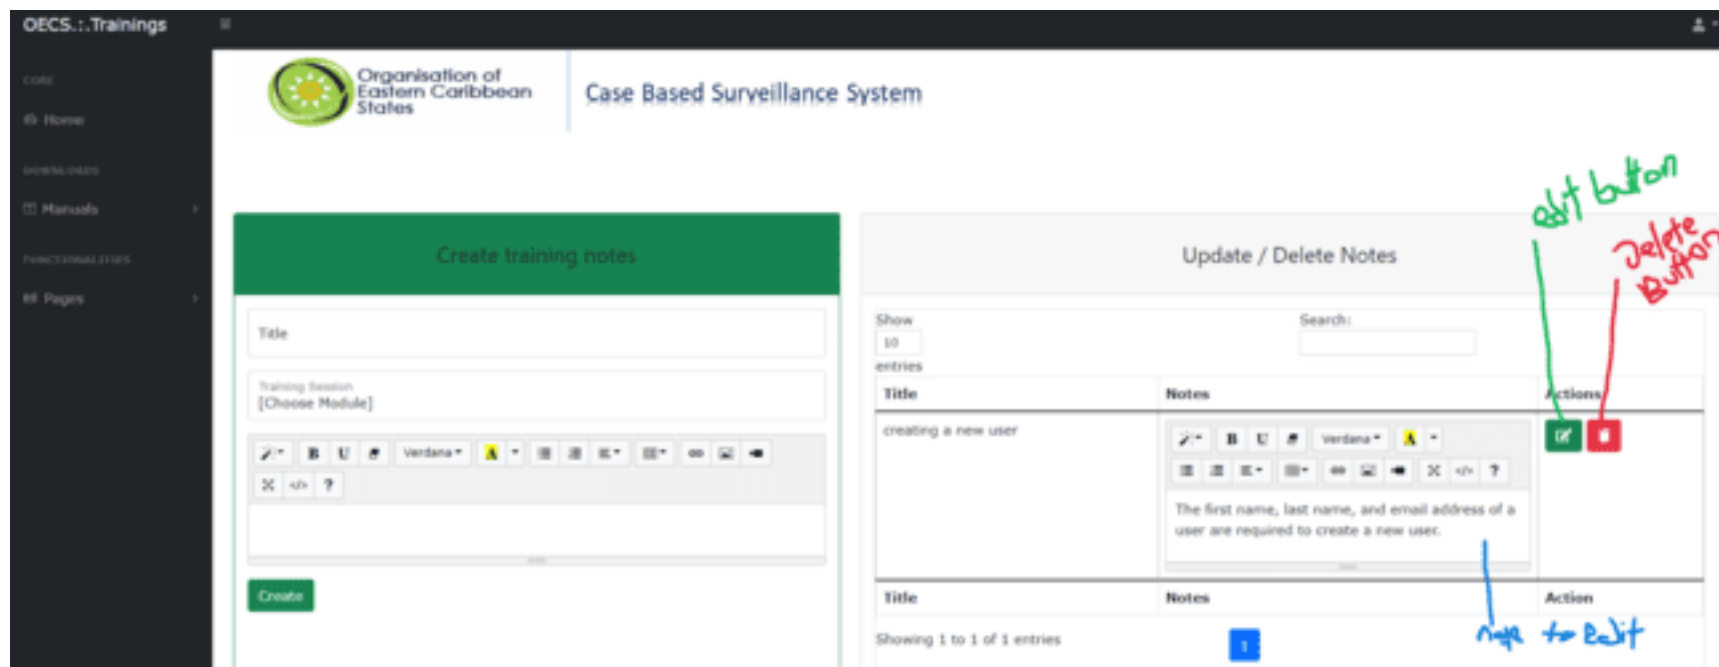 OECS.:.Trainings
CORE
Home
DOWNLOADS
Manuals
FUNCTIONALITIES
Pages
Organisation of
Eastern Caribbean
States
Case Based Surveillance System
edit button
Delete
Button
Create training notes
Title
Training Session
[Choose Module]
B U Verdana A
</> ?
Create
Update / Delete Notes
Show
10
entries
Search:
Title Notes Actions
creating a new user
B U Verdana A
</> ?
The first name, last name, and email address of a
user are required to create a new user.
Title Notes Action
to Edit
Showing 1 to 1 of 1 entries
1